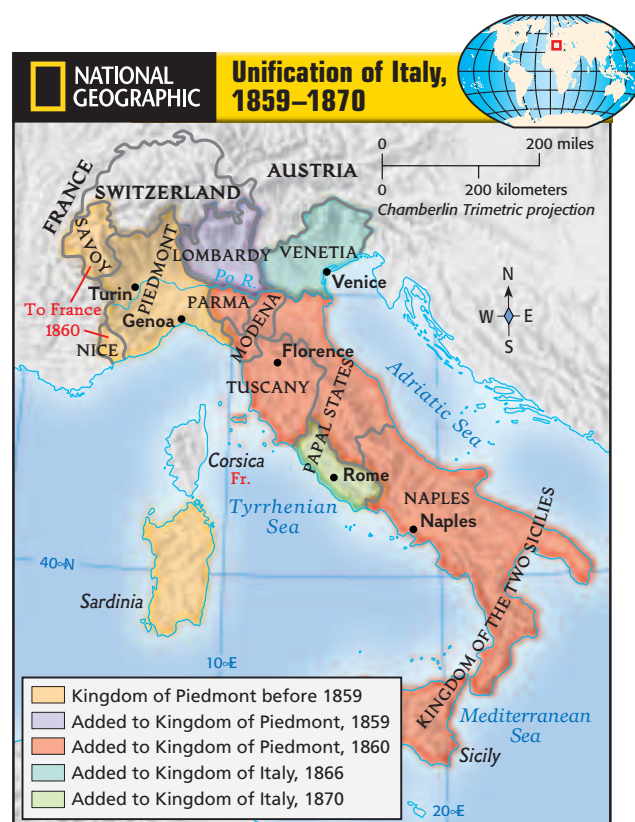 NATIONAL
GEOGRAPHIC
Unification of Italy,
1859–1870
0 200 miles
0 200 kilometers
Chamberlin Trimetric projection
FRANCE
SWITZERLAND
AUSTRIA
SAVOY
PIEDMONT
LOMBARDY
VENETIA
Po R.
Venice
To France
1860
Turin
PARMA
Genoa
MODENA
NICE
N
W E
S
Florence
TUSCANY
PAPAL STATES
Adriatic Sea
Corsica
Fr.
Rome
Tyrrhenian
Sea
NAPLES
Naples
KINGDOM OF THE TWO SICILIES
40°N
Sardinia
10°E
Kingdom of Piedmont before 1859
Added to Kingdom of Piedmont, 1859
Added to Kingdom of Piedmont, 1860
Added to Kingdom of Italy, 1866
Added to Kingdom of Italy, 1870
Mediterranean
Sea
Sicily
20°E